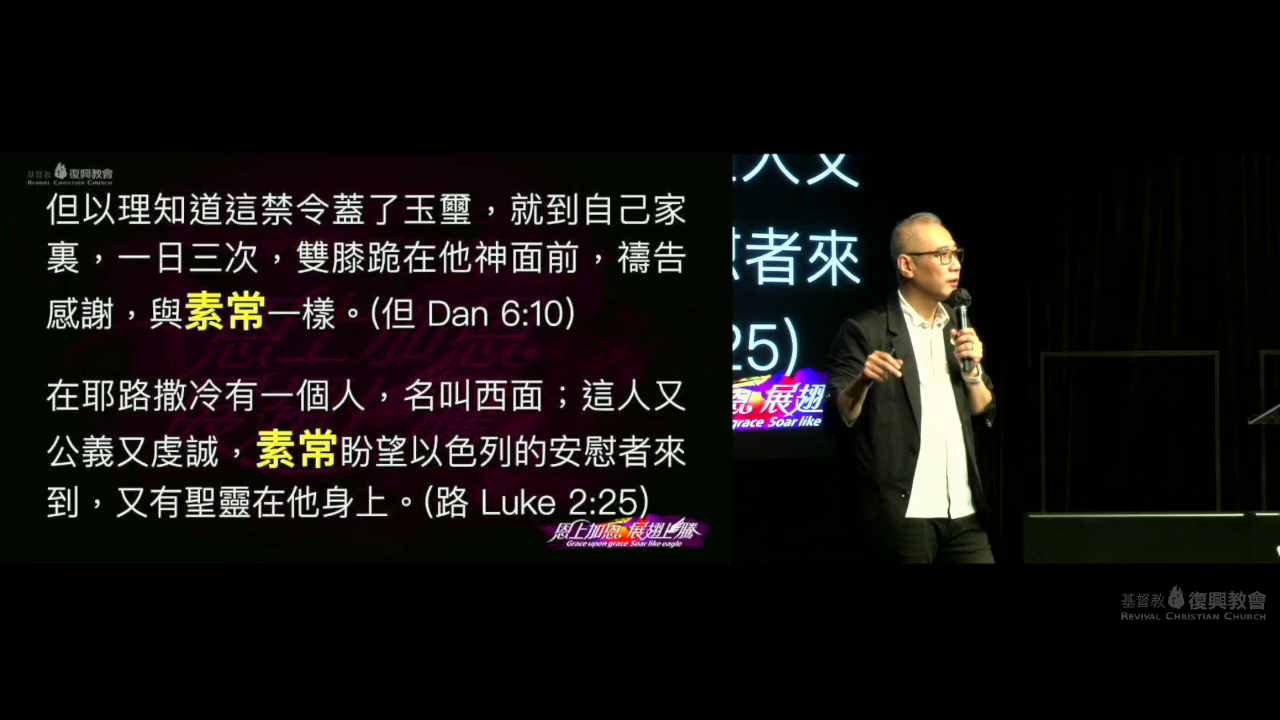 基督教 復興教會
REVIVAL CHRISTIAN CHURCH
但以理知道這禁令蓋了玉璽，就到自己家
裏，一日三次，雙膝跪在他神面前，禱告
感謝，與素常一樣。(但 Dan 6:10)
在耶路撒冷有一個人，名叫西面；這人又
公義又虔誠，素常盼望以色列的安慰者來
到，又有聖靈在他身上。(路 Luke 2:25)
恩上加恩 展翅上騰
Grace upon grace Soar like eagle
人又
慰者來
25)
恩 展翅
grace Soar like
基督教 復興教會
REVIVAL CHRISTIAN CHURCH